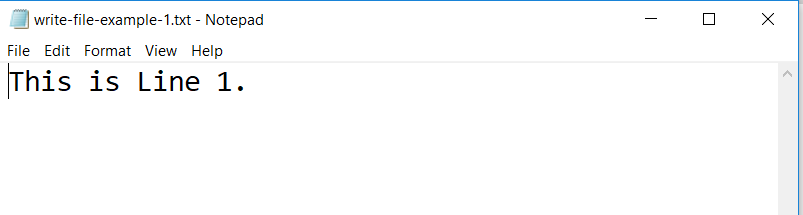 write-file-example-1.txt - Notepad
File Edit Format View Help
This is Line 1.